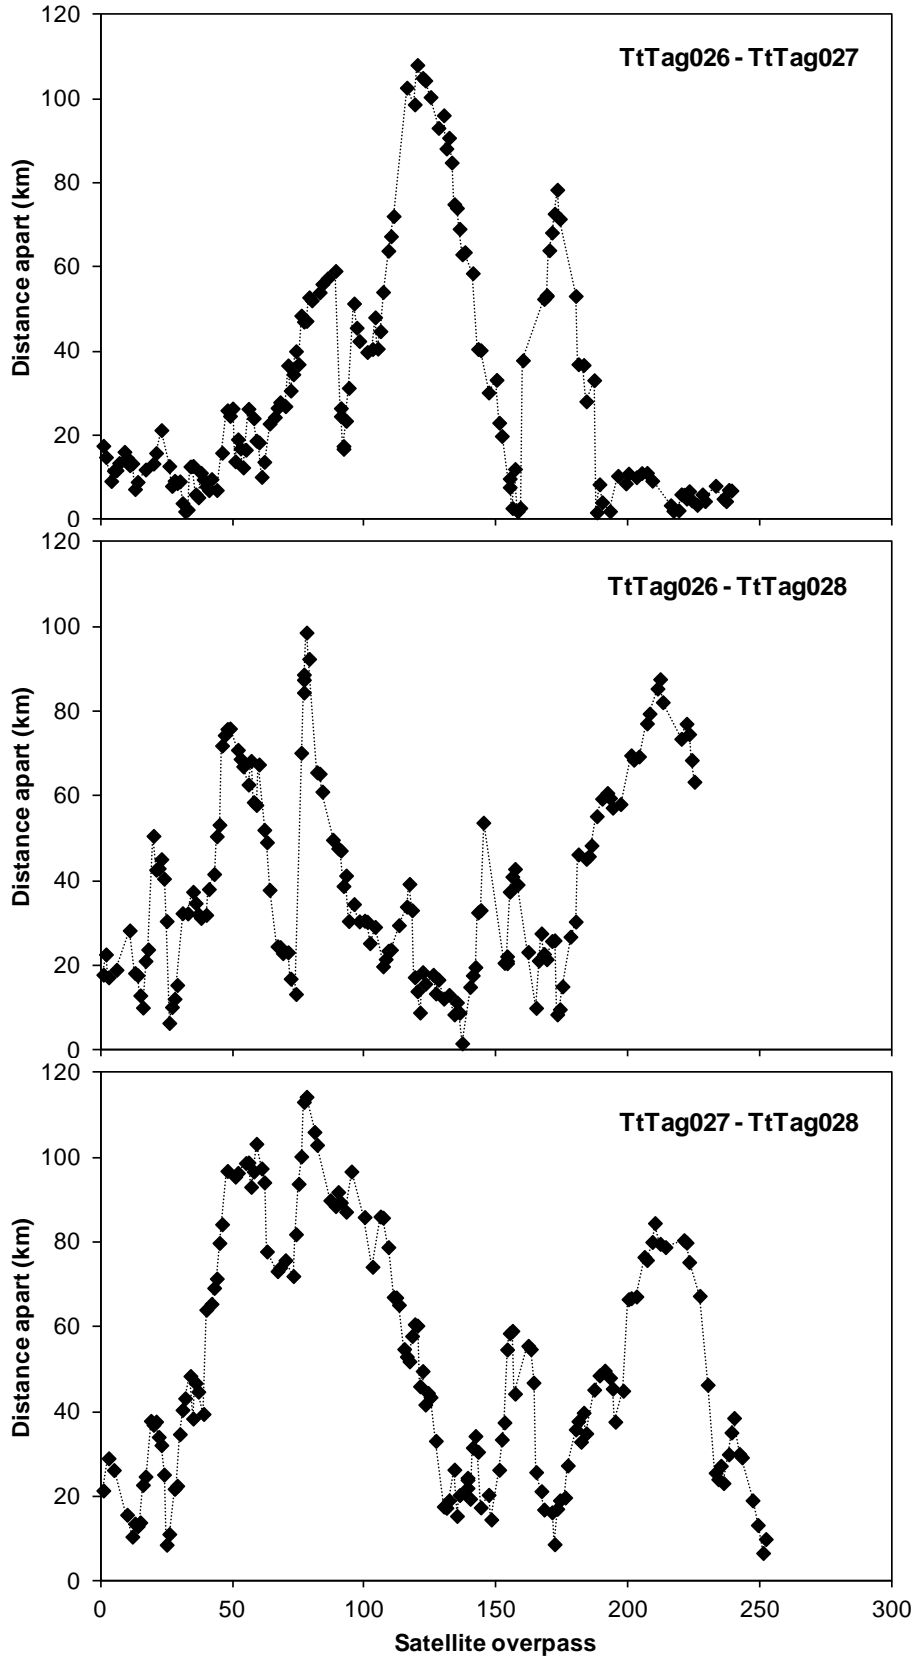 120
100
80
60
40
20
0
Distance apart (km)
TtTag026 - TtTag027
120
100
80
60
40
20
0
Distance apart (km)
TtTag026 - TtTag028
120
100
80
60
40
20
0
Distance apart (km)
TtTag027 - TtTag028
0 50 100 150 200 250 300
Satellite overpass